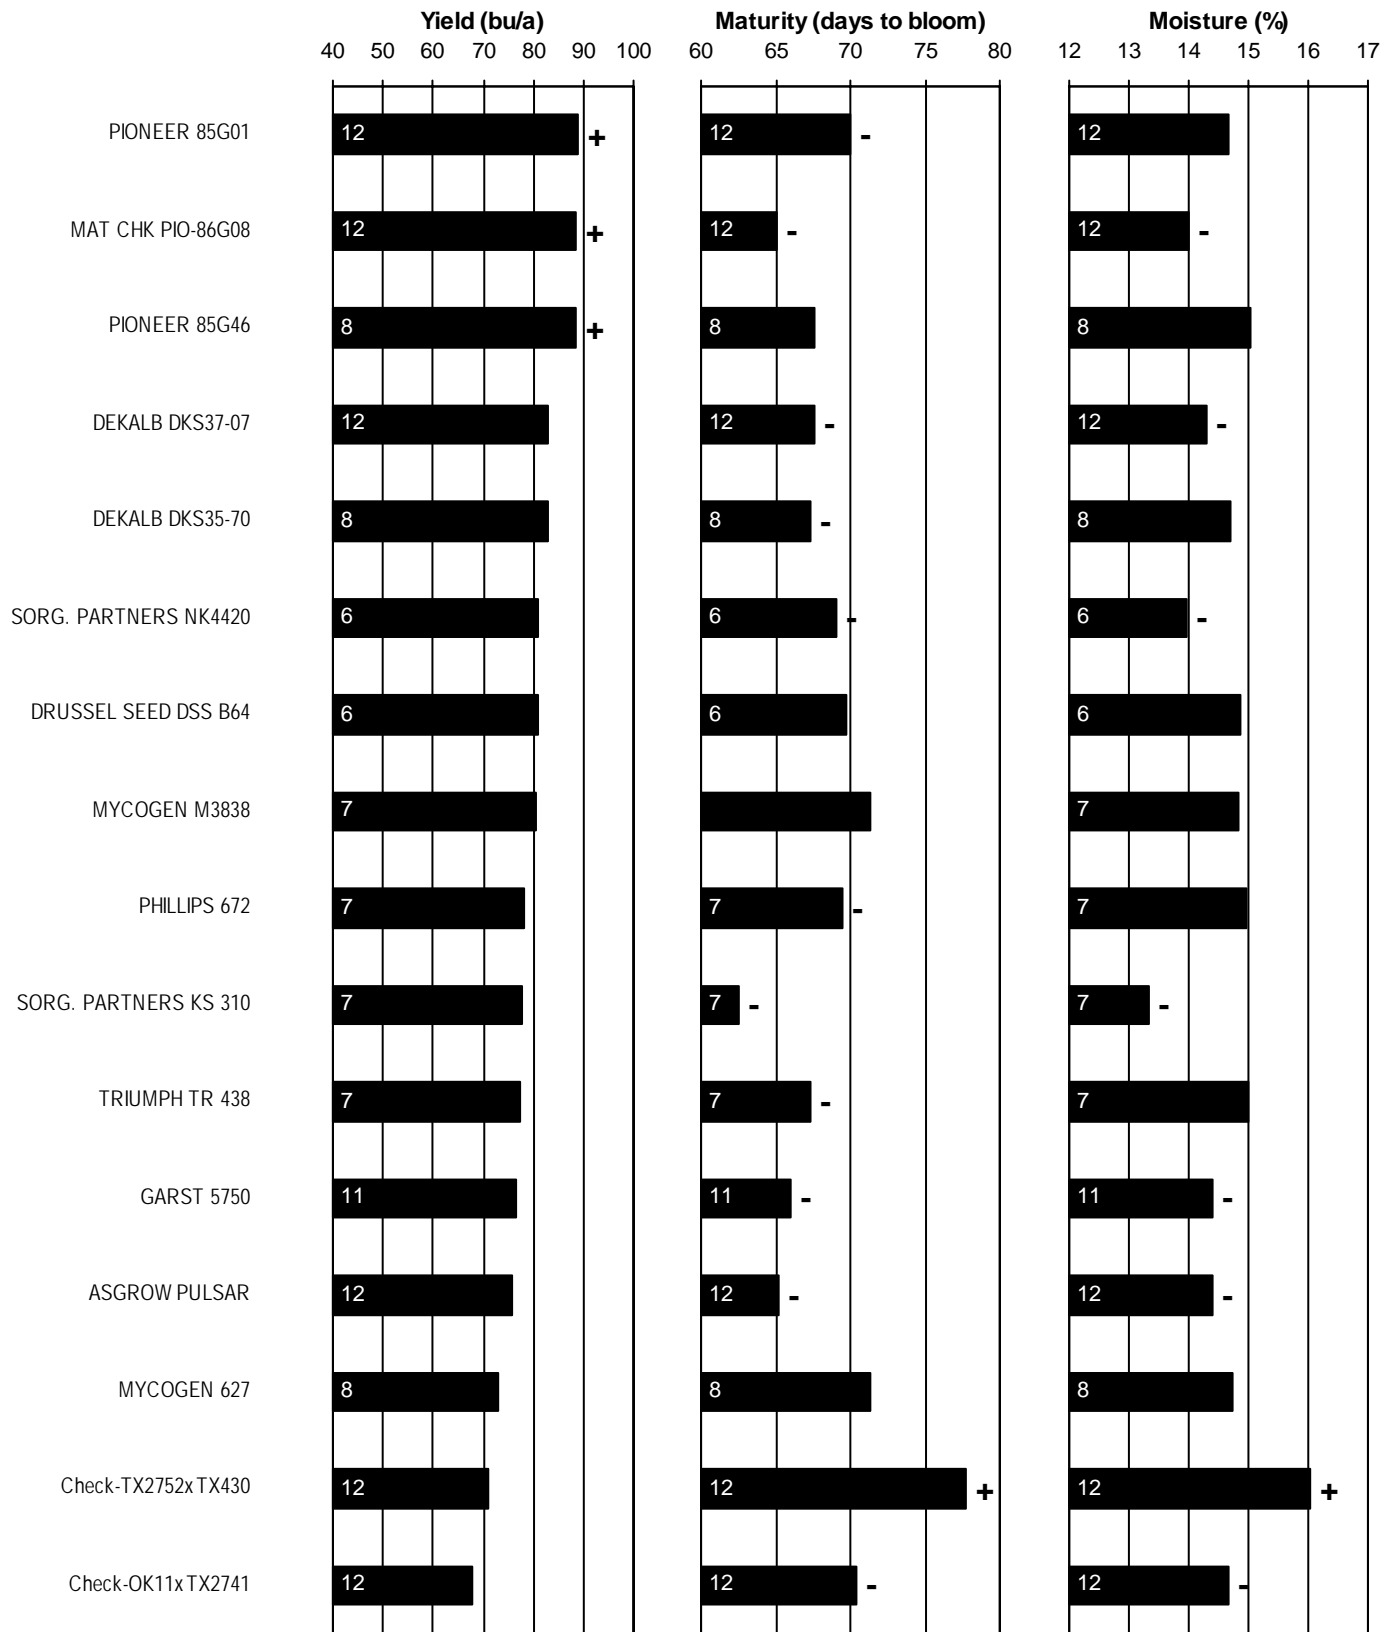 Yield (bu/a) Maturity (days to bloom) Moisture (%)
40 50 60 70 80 90 100 60 65 70 75 80 12 13 14 15 16 17
PIONEER 85G01 12 + 12 - 12
MAT CHK PIO-86G08 12 + 12 - 12 -
PIONEER 85G46 8 + 8 8
DEKALB DKS37-07 12 12 - 12 -
DEKALB DKS35-70 8 8 - 8
SORG. PARTNERS NK4420 6 6 - 6 -
DRUSSEL SEED DSS B64 6 6 6
MYCOGEN M3838 7 7
PHILLIPS 672 7 7 - 7
SORG. PARTNERS KS 310 7 7 - 7 -
TRIUMPH TR 438 7 7 - 7
GARST 5750 11 11 - 11 -
ASGROW PULSAR 12 12 - 12 -
MYCOGEN 627 8 8 8
Check-TX2752xTX430 12 12 + 12 +
Check-OK11xTX2741 12 12 - 12 -